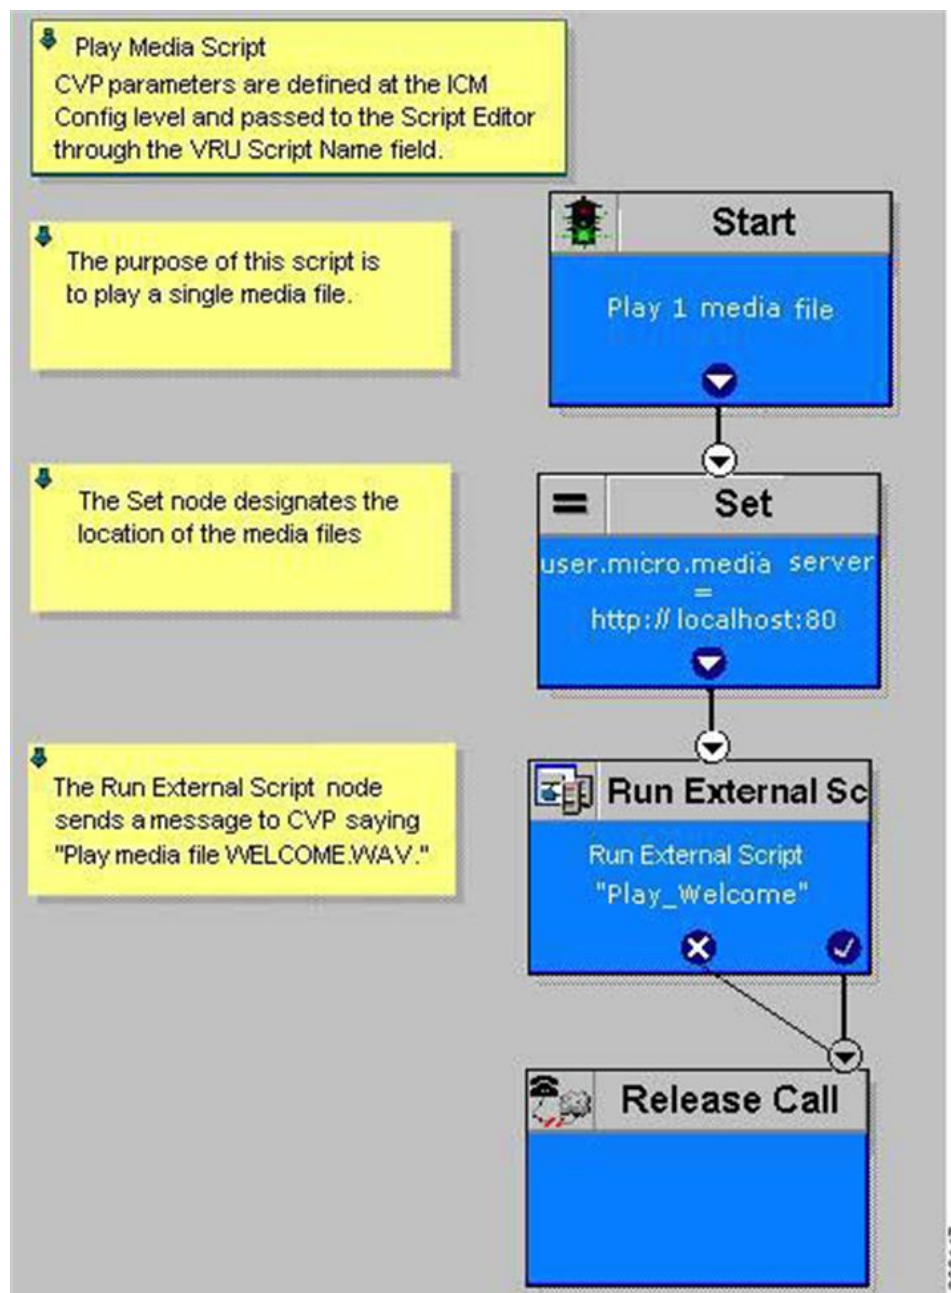 Play Media Script
CVP parameters are defined at the ICM
Config level and passed to the Script Editor
through the VRU Script Name field.
Start
The purpose of this script is
to play a single media file.
Play 1 media file
The Set node designates the
location of the media files
= Set
user.micro.media server
=
http://localhost:80
The Run External Script node
sends a message to CVP saying
"Play media file WELCOME.WAV."
Run External Sc
Run External Script
"Play_Welcome"
Release Call